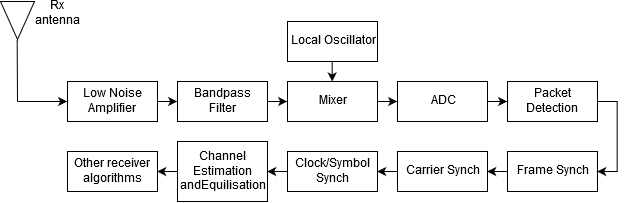 Rx
antenna
Local Oscillator
Low Noise
Amplifier
Bandpass
Filter
Mixer
ADC
Packet
Detection
Frame Synch
Carrier Synch
Clock/Symbol
Synch
Channel
Estimation
andEquilisation
Other receiver
algorithms